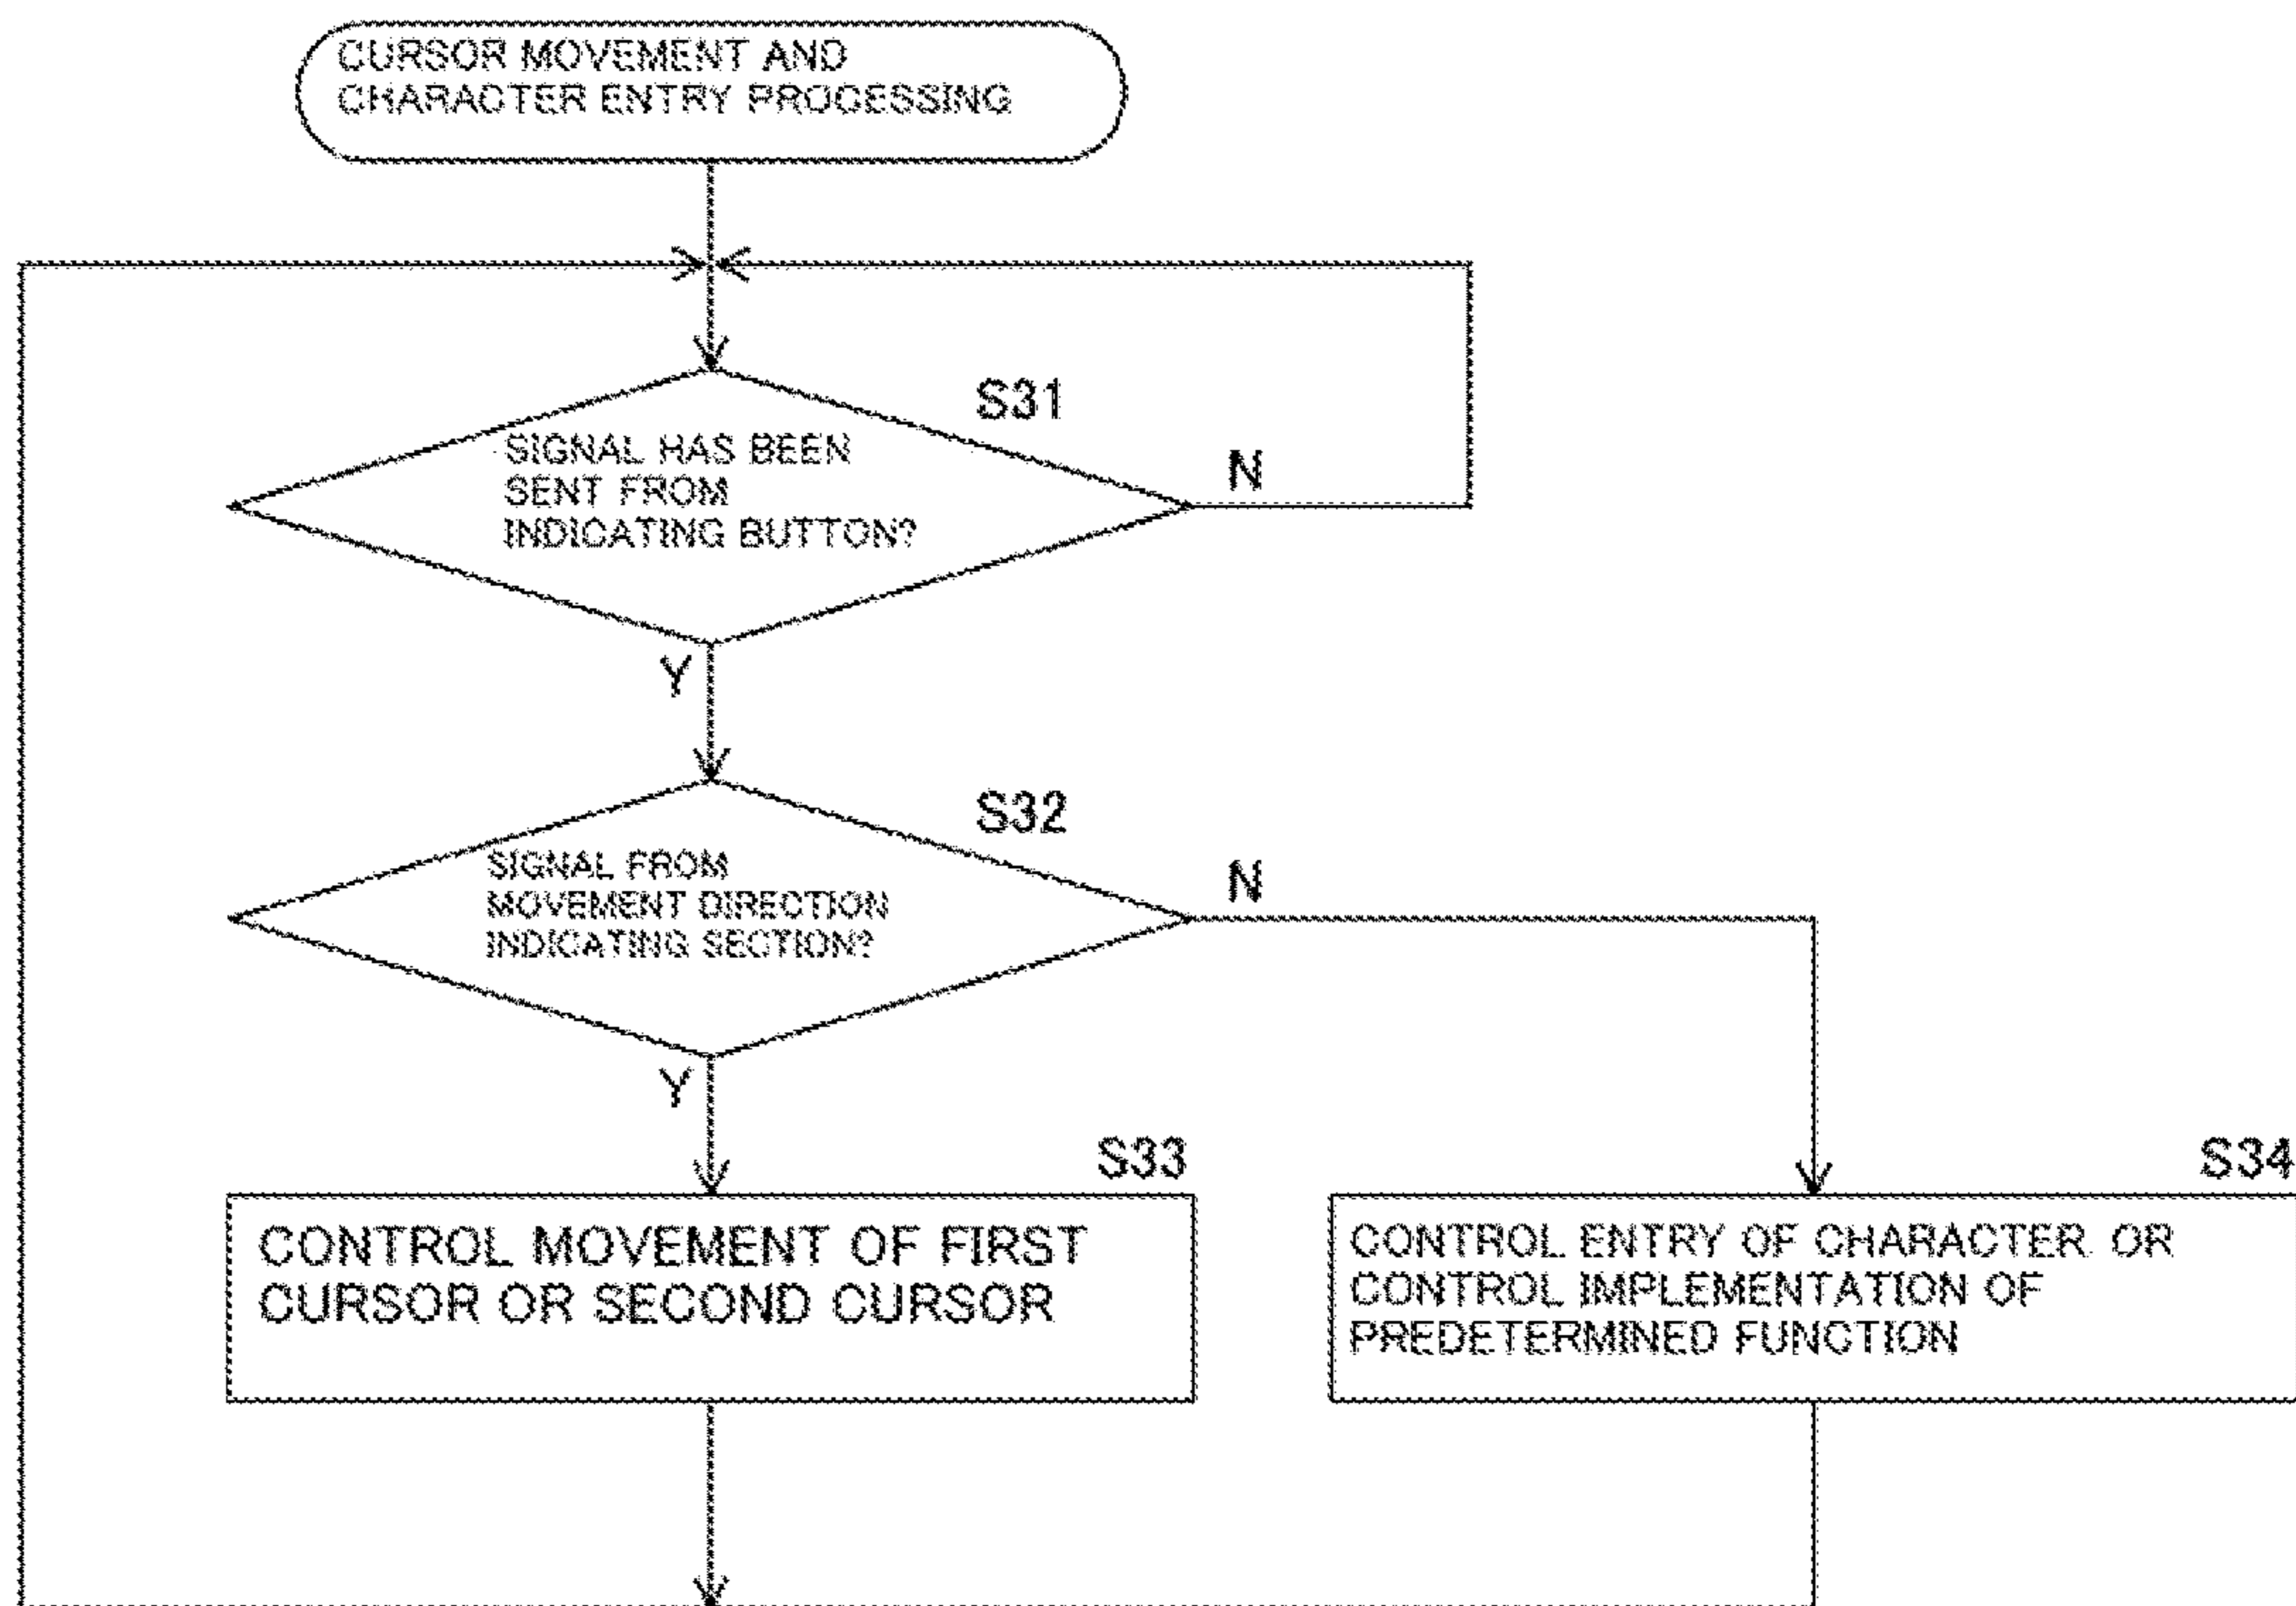 CURSOR MOVEMENT AND
CHARACTER ENTRY PROCESSING
S31
SIGNAL HAS BEEN
SENT FROM
INDICATING BUTTON?
N
Y
S32
SIGNAL FROM
MOVEMENT DIRECTION
INDICATING SECTION?
N
Y
S33
CONTROL MOVEMENT OF FIRST
CURSOR OR SECOND CURSOR
S34
CONTROL ENTRY OF CHARACTER OR
CONTROL IMPLEMENTATION OF
PREDETERMINED FUNCTION